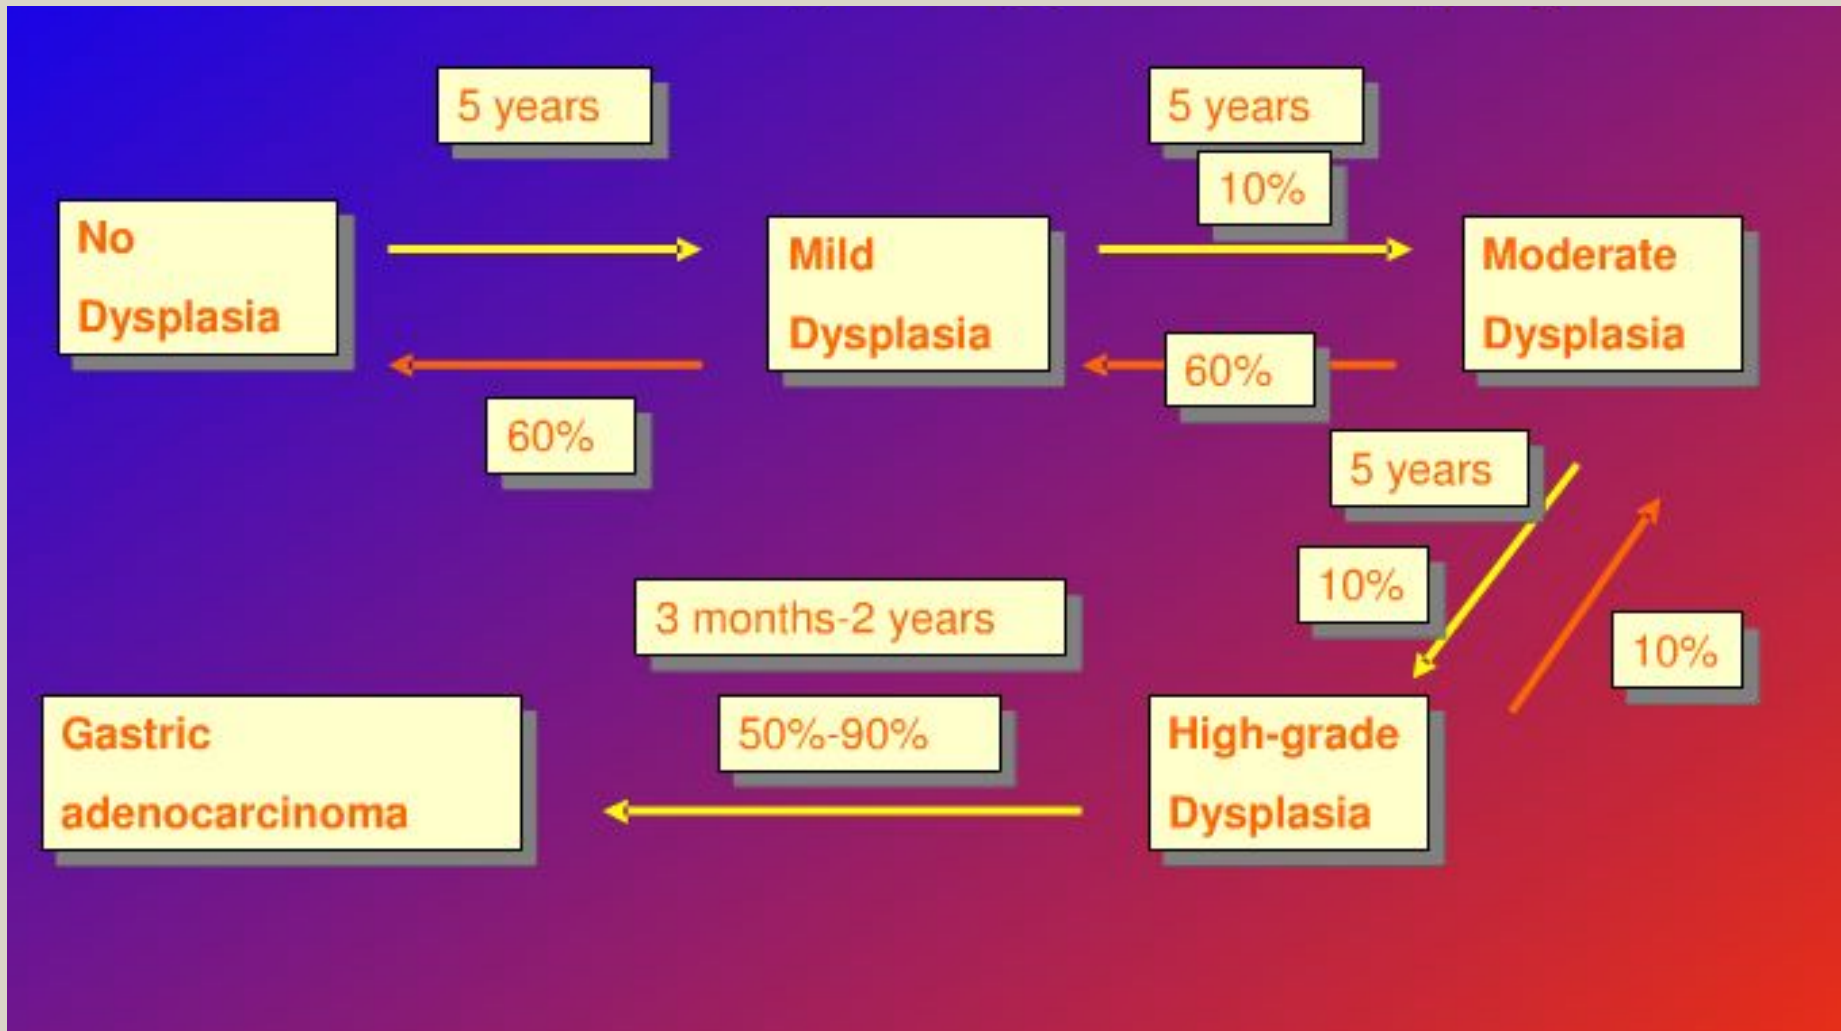 5 years
5 years
10%
No
Dysplasia
Mild
Dysplasia
Moderate
Dysplasia
60%
60%
5 years
10%
10%
3 months-2 years
50%-90%
Gastric
adenocarcinoma
High-grade
Dysplasia